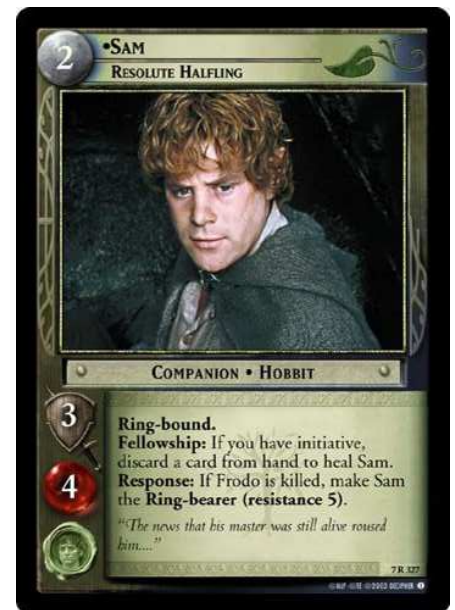 2
•SAM
RESOLUTE HALFLING
COMPANION • HOBBIT
3
4
Ring-bound.
Fellowship: If you have initiative,
discard a card from hand to heal Sam.
Response: If Frodo is killed, make Sam
the Ring-bearer (resistance 5).
“The news that his master was still alive roused
him....”
7 R 327